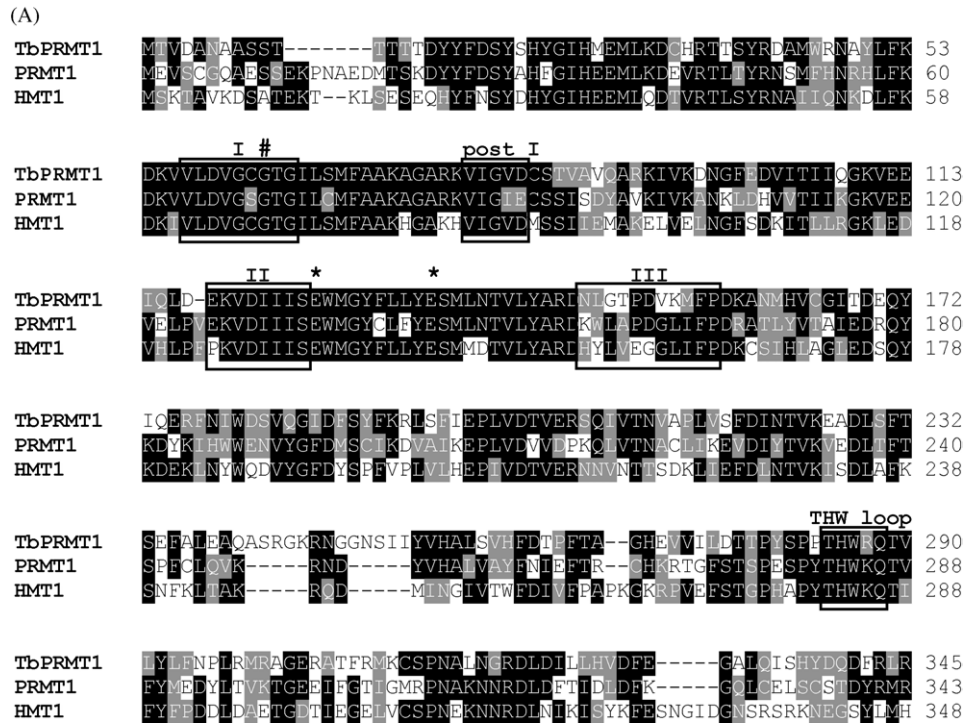 (A)
TbPRMT1 MTVDANAASST-------TTTTDYYFDSYSHYGIHMEMLKDCHRTTSYRDAMWRNAYLFK 53
PRMT1 MEVSCGQAESSEKPNAEDMTSKDYYFDSYAHFGIHEEMLKDEVRTLTYRNSMFHNRHLFK 60
HMT1 MSKTAVKDSATEKT--KLSESEQHYFNSYDHYGIHEEMLQDTVRTLSYRNAIIQNKDLFK 58
I # post I
TbPRMT1 DKVVLDVGCGTGILSMFAAKAGARKVIGVDCSTVAVQARKIVKDNGFEDVITIIQGKVEE 113
PRMT1 DKVVLDVGSGTGILCMFAAKAGARKVIGIECSSISDYAVKIVKANKLDHVVTIIKGKVEE 120
HMT1 DKIVLDVGCGTGILSMFAAKHGAKHVIGVDMSSIIEMAKELVELNGFSDKITLLRGKLED 118
II * * III
TbPRMT1 IQLD-EKVDIIISEWMGYFLLYESMLNTVLYARDNLGTPDVKMFPDKANMHVCGITDEQY 172
PRMT1 VELPVEKVDIIISEWMGYCLFYESMLNTVLYARDKWLAPDGLIFPDRATLYVTAIEDRQY 180
HMT1 VHLPFPKVDIIISEWMGYFLLYESMMDTVLYARDHYLVEGGLIFPDKCSIHLAGLEDSQY 178
TbPRMT1 IQERFNIWDSVQGIDFSYFKRLSFIEPLVDTVERSQIVTNVAPLVSFDINTVKEADLSFT 232
PRMT1 KDYKIHWWENVYGFDMSCIKDVAIKEPLVDVVDPKQLVTNACLIKEVDIYTVKVEDLTFT 240
HMT1 KDEKLNYWQDVYGFDYSPFVPLVLHEPIVDTVERNNVNTTSDKLIEFDLNTVKISDLAFK 238
THW loop
TbPRMT1 SEFALEAQASRGKRNGGNSIIYVHALSVHFDTPFTA--GHEVVILDTTPYSPPTHWRQTV 290
PRMT1 SPFCLQVK-----RND-----YVHALVAYFNIEFTR--CHKRTGFSTSPESPYTHWKQTV 288
HMT1 SNFKLTAK-----RQD-----MINGIVTWFDIVFPAPKGKRPVEFSTGPHAPYTHWKQTI 288
TbPRMT1 LYLFNPLRMRAGERATFRMKCSPNALNGRDLDILLHVDFE-----GALQISHYDQDFRLR 345
PRMT1 FYMEDYLTVKTGEEIFGTIGMRPNAKNNRDLDFTIDLDFK-----GQLCELSCSTDYRMR 343
HMT1 FYFPDDLDAETGDTIEGELVCSPNEKNNRDLNIKISYKFESNGIDGNSRSRKNEGSYLMH 348